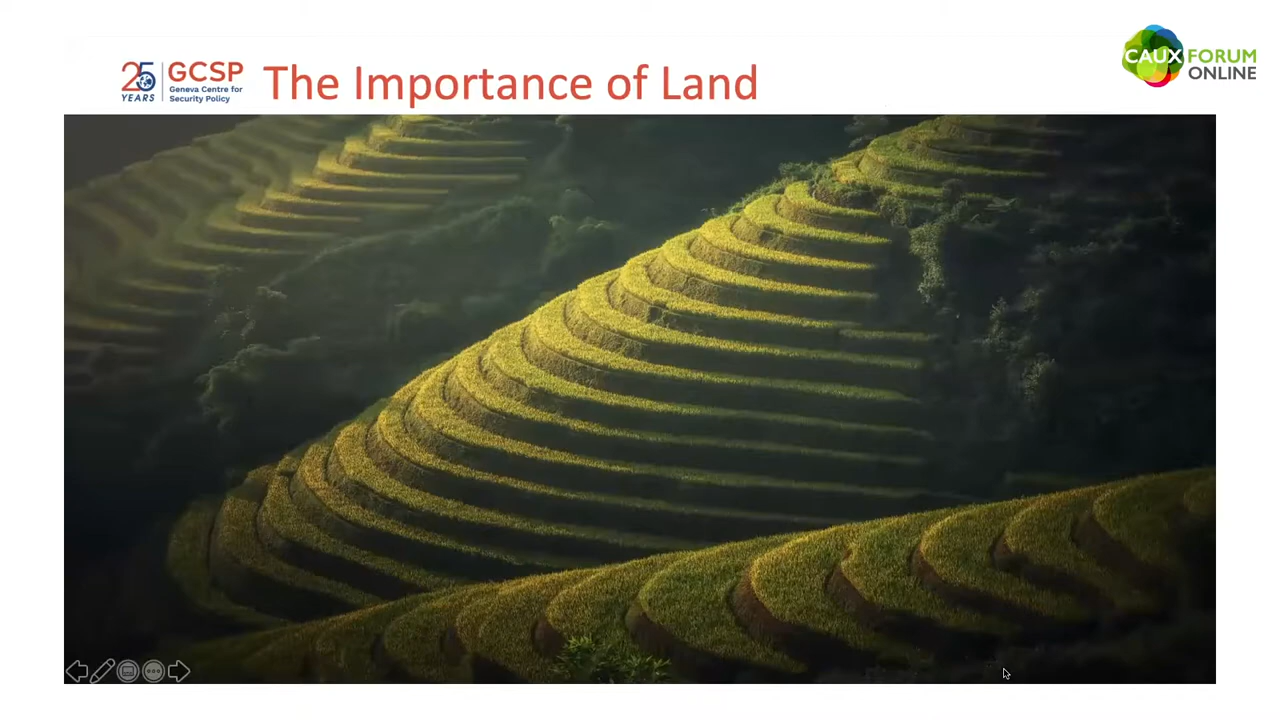 25
YEARS
GCSP
Geneva Centre for
Security Policy
The Importance of Land
CAUX FORUM
ONLINE